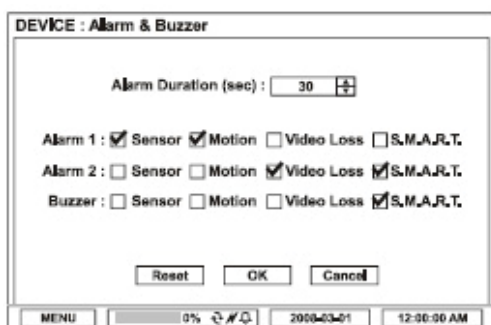 DEVICE : Alarm & Buzzer
Alarm Duration (sec) : 30
Alarm 1 : Sensor Motion Video Loss S.M.A.R.T.
Alarm 2 : Sensor Motion Video Loss S.M.A.R.T.
Buzzer : Sensor Motion Video Loss S.M.A.R.T.
Reset OK Cancel
MENU 0% 2008-03-01 12:00:00 AM